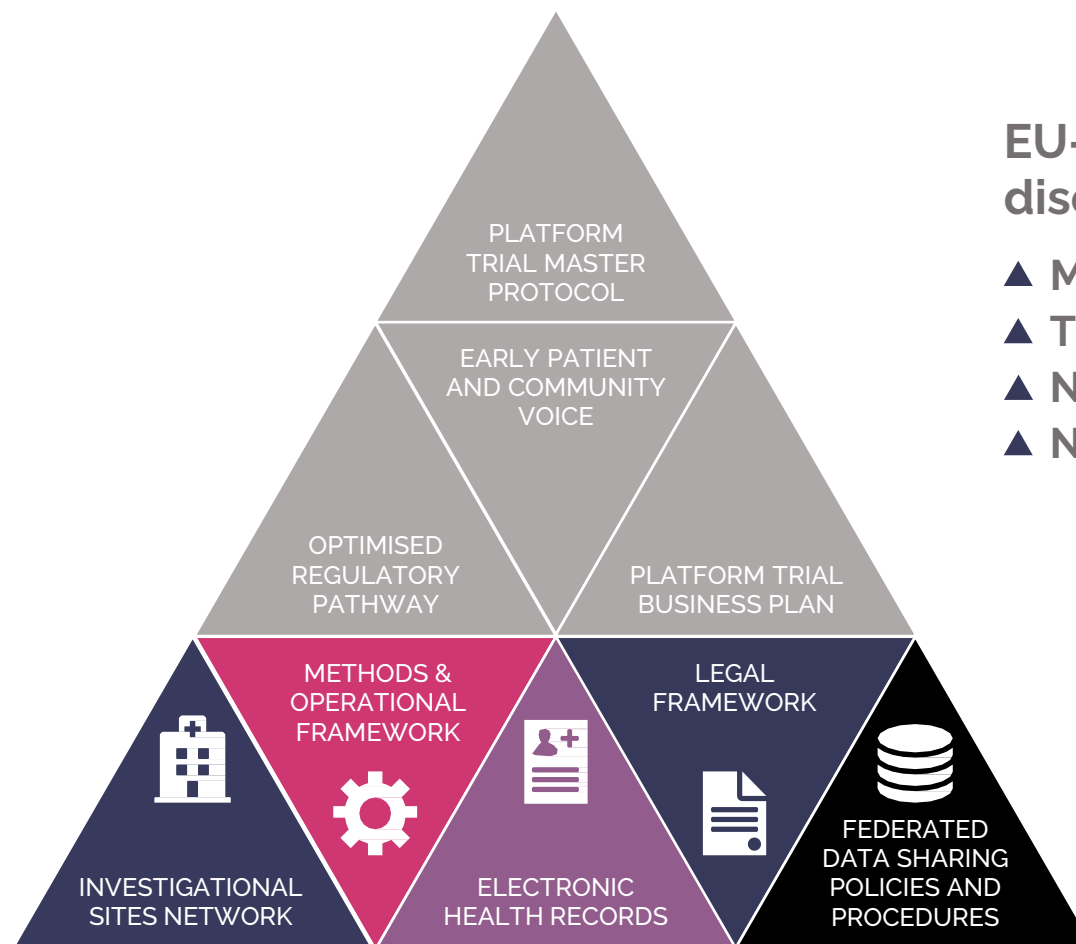 PLATFORM
TRIAL MASTER
PROTOCOL
EARLY PATIENT
AND COMMUNITY
VOICE
OPTIMISED
REGULATORY
PATHWAY
PLATFORM TRIAL
BUSINESS PLAN
METHODS &
OPERATIONAL
FRAMEWORK
LEGAL
FRAMEWORK
INVESTIGATIONAL
SITES NETWORK
ELECTRONIC
HEALTH RECORDS
FEDERATED
DATA SHARING
POLICIES AND
PROCEDURES
EU-